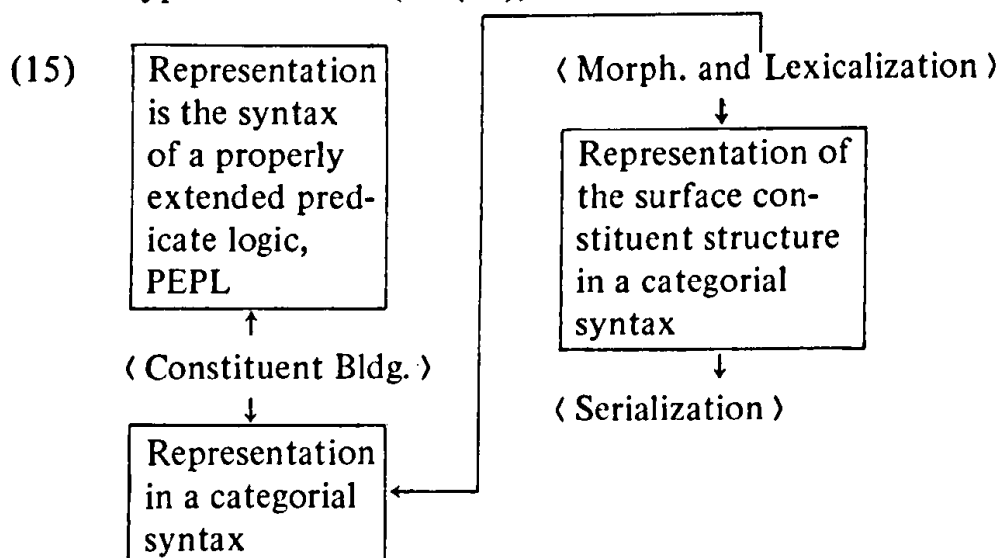 (15)
Representation
is the syntax
of a properly
extended pred-
icate logic,
PEPL
⟨ Constituent Bldg. ⟩
Representation
in a categorial
syntax
⟨ Morph. and Lexicalization ⟩
Representation of
the surface con-
stituent structure
in a categorial
syntax
⟨ Serialization ⟩